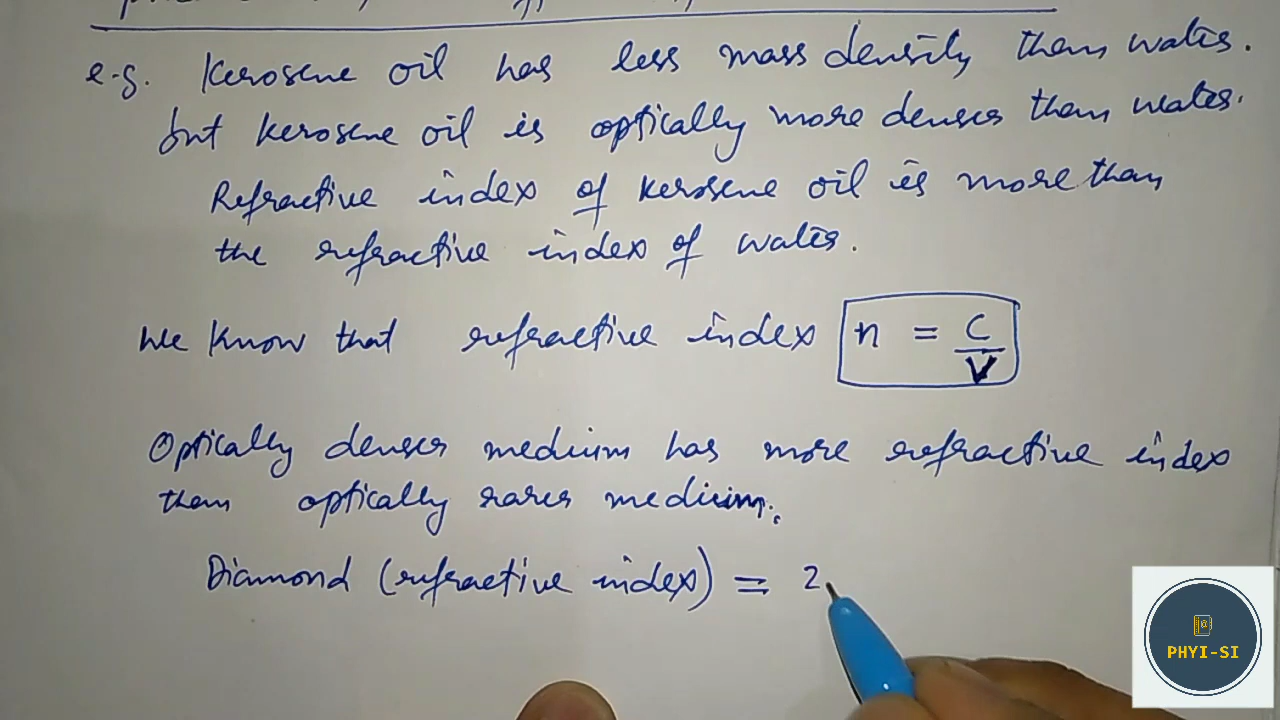 e.g. Kerosene oil has less mass density than water.
but kerosene oil is optically more denser than water.
Refractive index of kerosene oil is more than
the refractive index of water.
We know that refractive index n = C/V
Optically denser medium has more refractive index
than optically rarer medium.
Diamond (refractive index) = 2
PHYI-SI